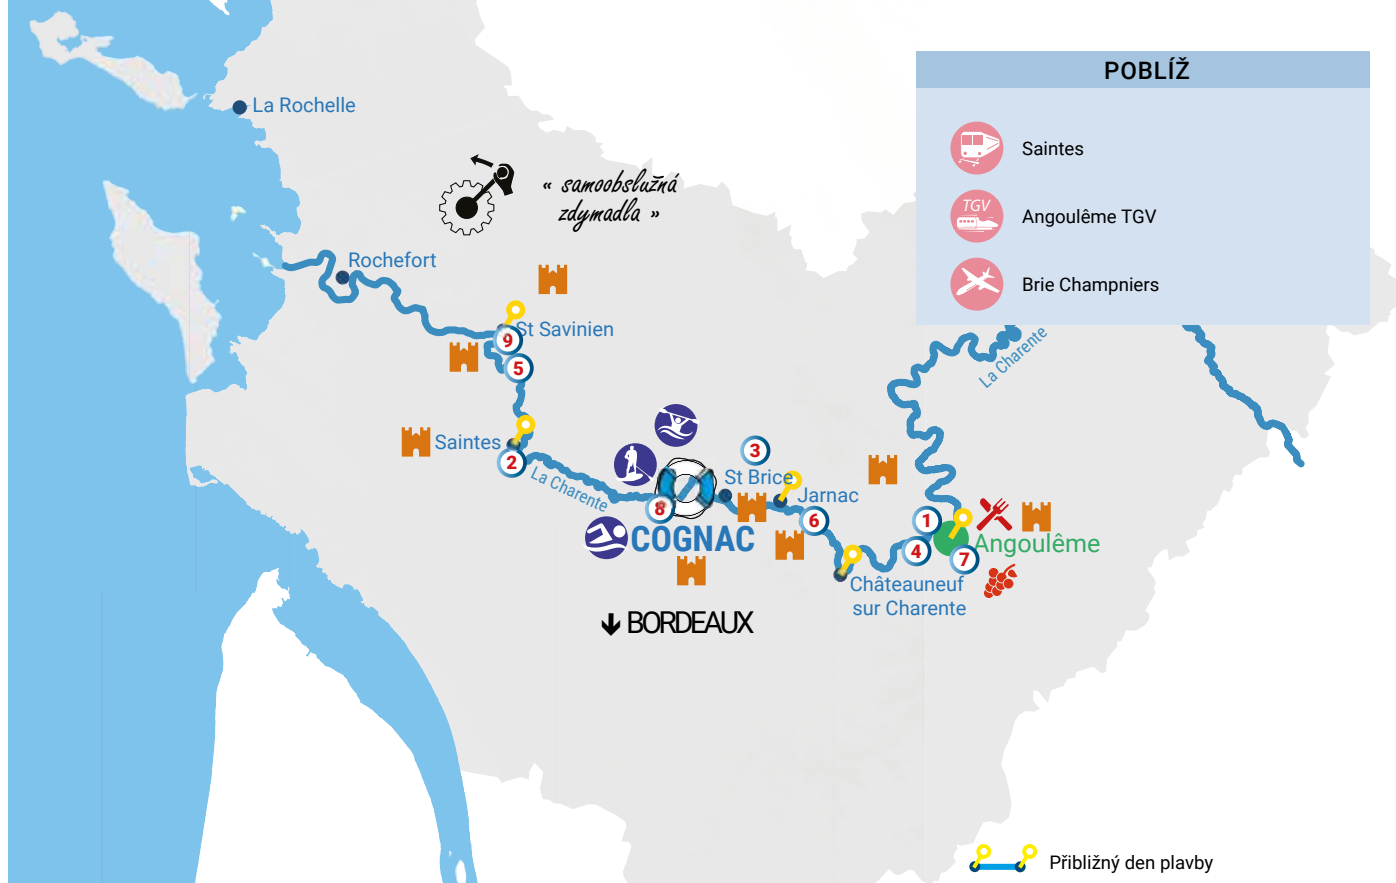 POBLÍŽ
La Rochelle
Saintes
« samoobslužná
zdymadla »
TGV
Angoulême TGV
Rochefort
Brie Champniers
St Savinien
9
La Charente
5
Saintes
2
3
La Charente
St Brice
Jarnac
8
6
1
COGNAC
4
Angoulême
7
Châteauneuf
sur Charente
BORDEAUX
Přibližný den plavby